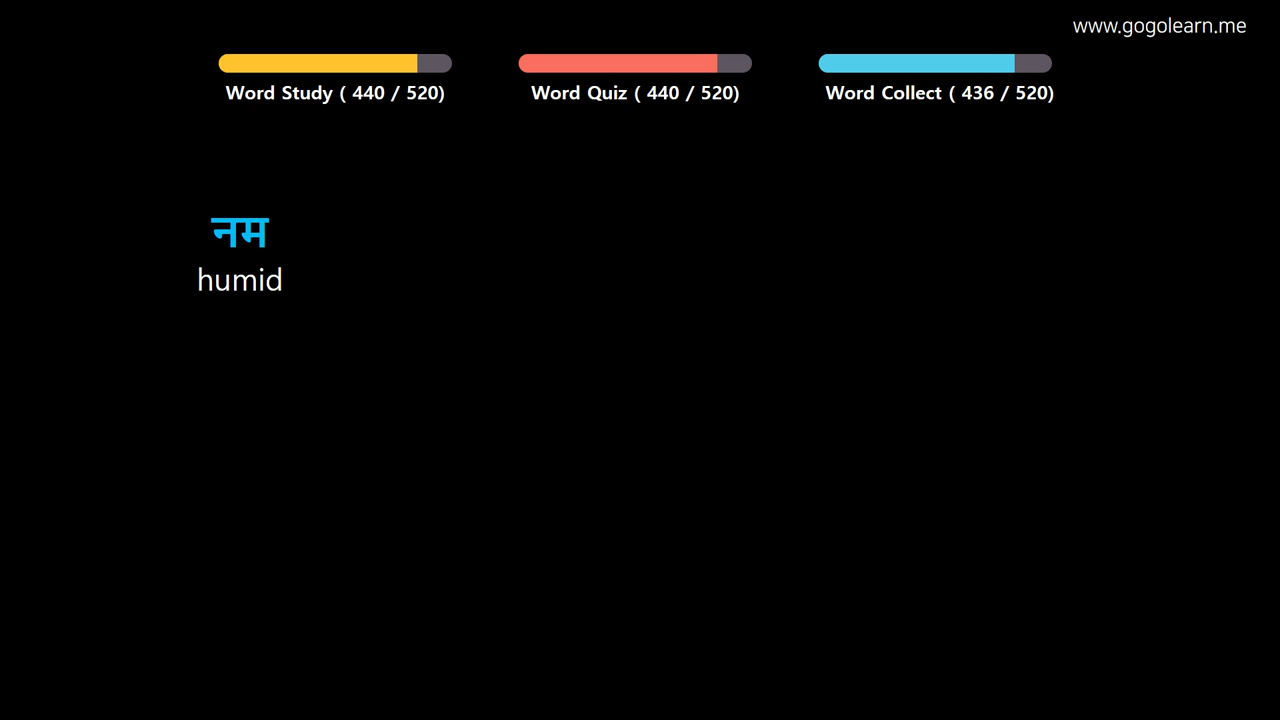 www.gogolearn.me
Word Study ( 440 / 520)
Word Quiz ( 440 / 520)
Word Collect ( 436 / 520)
नम
humid